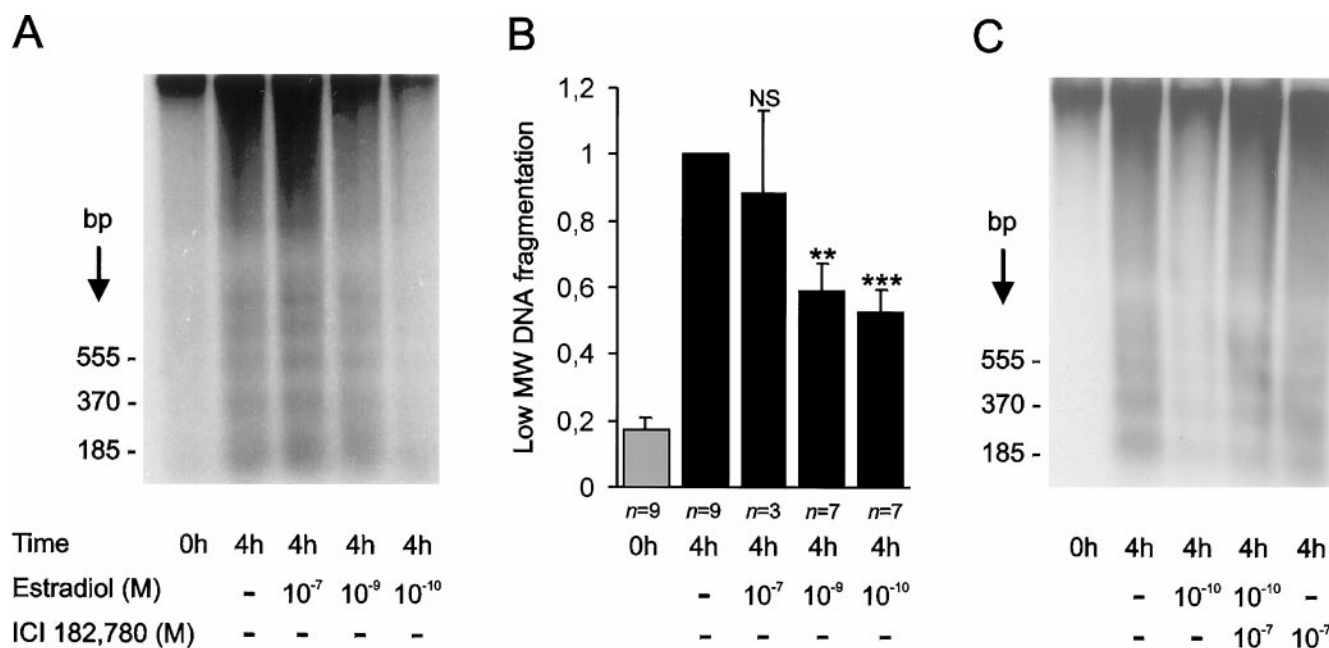 A
bp
555 -
370 -
185 -
Time 0h 4h 4h 4h 4h
Estradiol (M) - 10⁻⁷ 10⁻⁹ 10⁻¹⁰
ICI 182,780 (M) - - - -
B
Low MW DNA fragmentation
1,2
1
0,8
0,6
0,4
0,2
0
NS
**
***
n=9 n=9 n=3 n=7 n=7
0h 4h 4h 4h 4h
- 10⁻⁷ 10⁻⁹ 10⁻¹⁰
- - - -
C
bp
555 -
370 -
185 -
0h 4h 4h 4h 4h
- 10⁻¹⁰ 10⁻¹⁰ -
- - 10⁻⁷ 10⁻⁷